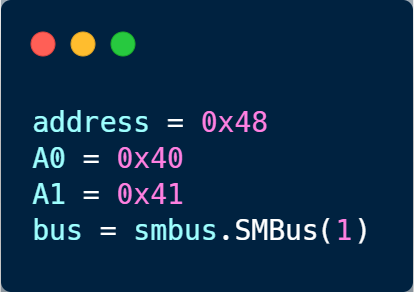 address = 0x48
A0 = 0x40
A1 = 0x41
bus = smbus.SMBus(1)